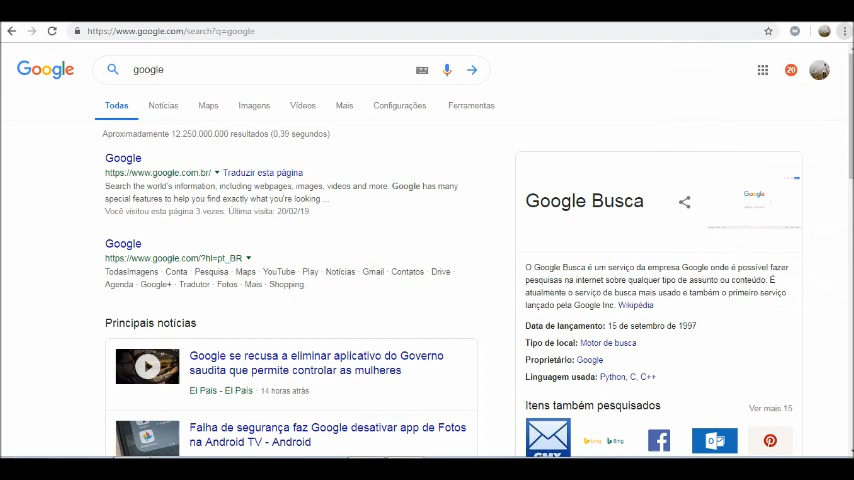 https://www.google.com/search?q=google
Google
google
20
Todas
Notícias
Maps
Imagens
Vídeos
Mais
Configurações
Ferramentas
Aproximadamente 12.250.000.000 resultados (0,39 segundos)
Google
https://www.google.com.br/ Traduzir esta página
Search the world's information, including webpages, images, videos and more. Google has many
special features to help you find exactly what you're looking ...
Você visitou esta página 3 vezes. Última visita: 20/02/19
Google
https://www.google.com/?hl=pt_BR
TodasImagens · Conta · Pesquisa · Maps · YouTube · Play · Notícias · Gmail · Contatos · Drive ·
Agenda · Google+ · Tradutor · Fotos · Mais · Shopping
Principais notícias
Google se recusa a eliminar aplicativo do Governo
saudita que permite controlar as mulheres
El Pais - El País · 14 horas atrás
Falha de segurança faz Google desativar app de Fotos
na Android TV - Android
Google Busca
Google
O Google Busca é um serviço da empresa Google onde é possível fazer
pesquisas na internet sobre qualquer tipo de assunto ou conteúdo. É
atualmente o serviço de busca mais usado e também o primeiro serviço
lançado pela Google Inc. Wikipédia
Data de lançamento: 15 de setembro de 1997
Tipo de local: Motor de busca
Proprietário: Google
Linguagem usada: Python, C, C++
Itens também pesquisados
Ver mais 15
GMX
bing
Bing